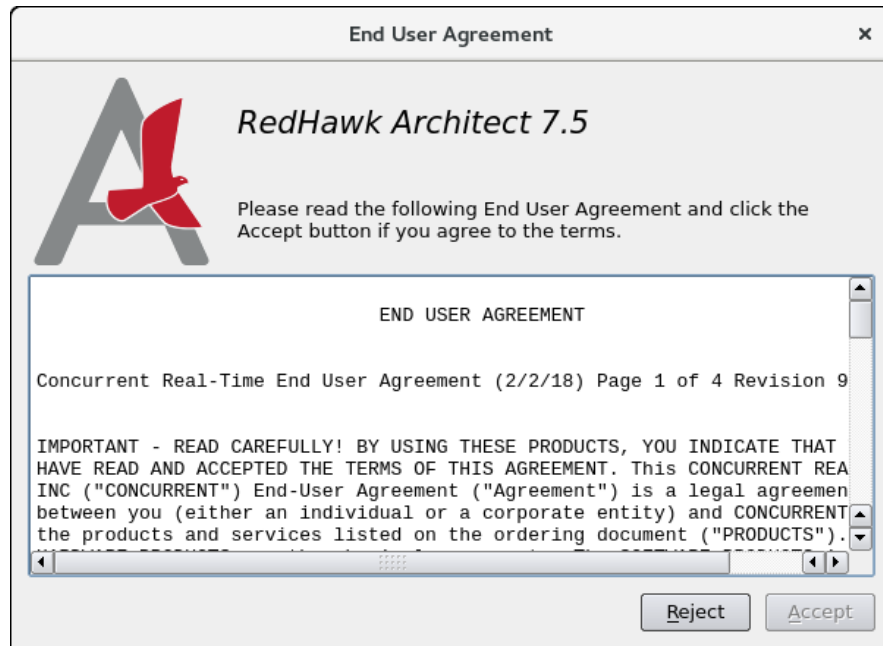 End User Agreement
RedHawk Architect 7.5
Please read the following End User Agreement and click the
Accept button if you agree to the terms.
END USER AGREEMENT
Concurrent Real-Time End User Agreement (2/2/18) Page 1 of 4 Revision 9
IMPORTANT - READ CAREFULLY! BY USING THESE PRODUCTS, YOU INDICATE THAT
HAVE READ AND ACCEPTED THE TERMS OF THIS AGREEMENT. This CONCURRENT REA
INC ("CONCURRENT") End-User Agreement ("Agreement") is a legal agreemen
between you (either an individual or a corporate entity) and CONCURRENT
the products and services listed on the ordering document ("PRODUCTS").
Reject Accept